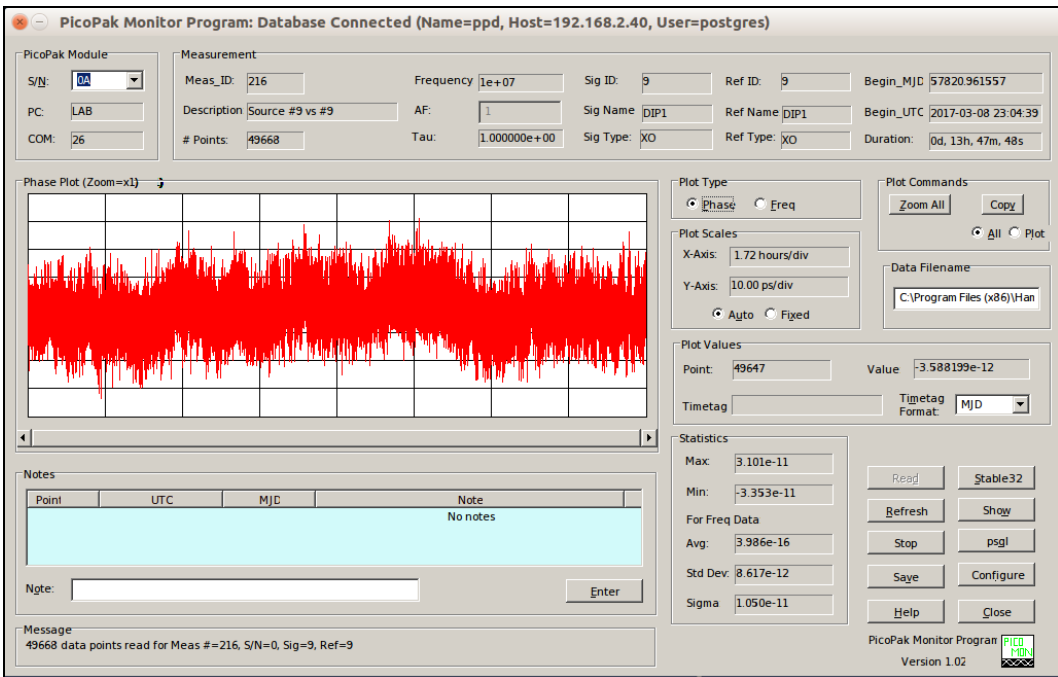 PicoPak Monitor Program: Database Connected (Name=ppd, Host=192.168.2.40, User=postgres)
PicoPak Module
S/N: 0A
PC: LAB
COM: 26
Measurement
Meas_ID: 216
Description Source #9 vs #9
# Points: 49668
Frequency 1e+07
AF: 1
Tau: 1.000000e+00
Sig ID: 9
Sig Name DIP1
Sig Type: XO
Ref ID: 9
Ref Name DIP1
Ref Type: XO
Begin_MJD 57820.961557
Begin_UTC 2017-03-08 23:04:39
Duration: 0d, 13h, 47m, 48s
Phase Plot (Zoom=x1)
Plot Type
Phase Freq
Plot Commands
Zoom All Copy
All Plot
Plot Scales
X-Axis: 1.72 hours/div
Y-Axis: 10.00 ps/div
Auto Fixed
Data Filename
C:\Program Files (x86)\Han
Plot Values
Point: 49647 Value -3.588199e-12
Timetag Timetag Format: MJD
Statistics
Max: 3.101e-11
Min: -3.353e-11
For Freq Data
Avg: 3.986e-16
Std Dev: 8.617e-12
Sigma 1.050e-11
Read Stable32
Refresh Show
Stop psql
Save Configure
Help Close
Notes
Point UTC MJD Note
No notes
Note: Enter
Message
49668 data points read for Meas #=216, S/N=0, Sig=9, Ref=9
PicoPak Monitor Program
Version 1.02
PICO
MON